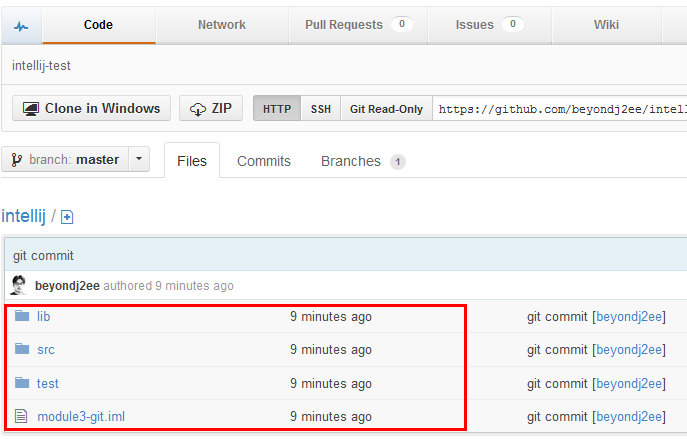 Code Network Pull Requests 0 Issues 0 Wiki
intellij-test
Clone in Windows ZIP HTTP SSH Git Read-Only https://github.com/beyondj2ee/intell
branch: master Files Commits Branches 1
intellij /
git commit
beyondj2ee authored 9 minutes ago
lib 9 minutes ago git commit [beyondj2ee]
src 9 minutes ago git commit [beyondj2ee]
test 9 minutes ago git commit [beyondj2ee]
module3-git.iml 9 minutes ago git commit [beyondj2ee]